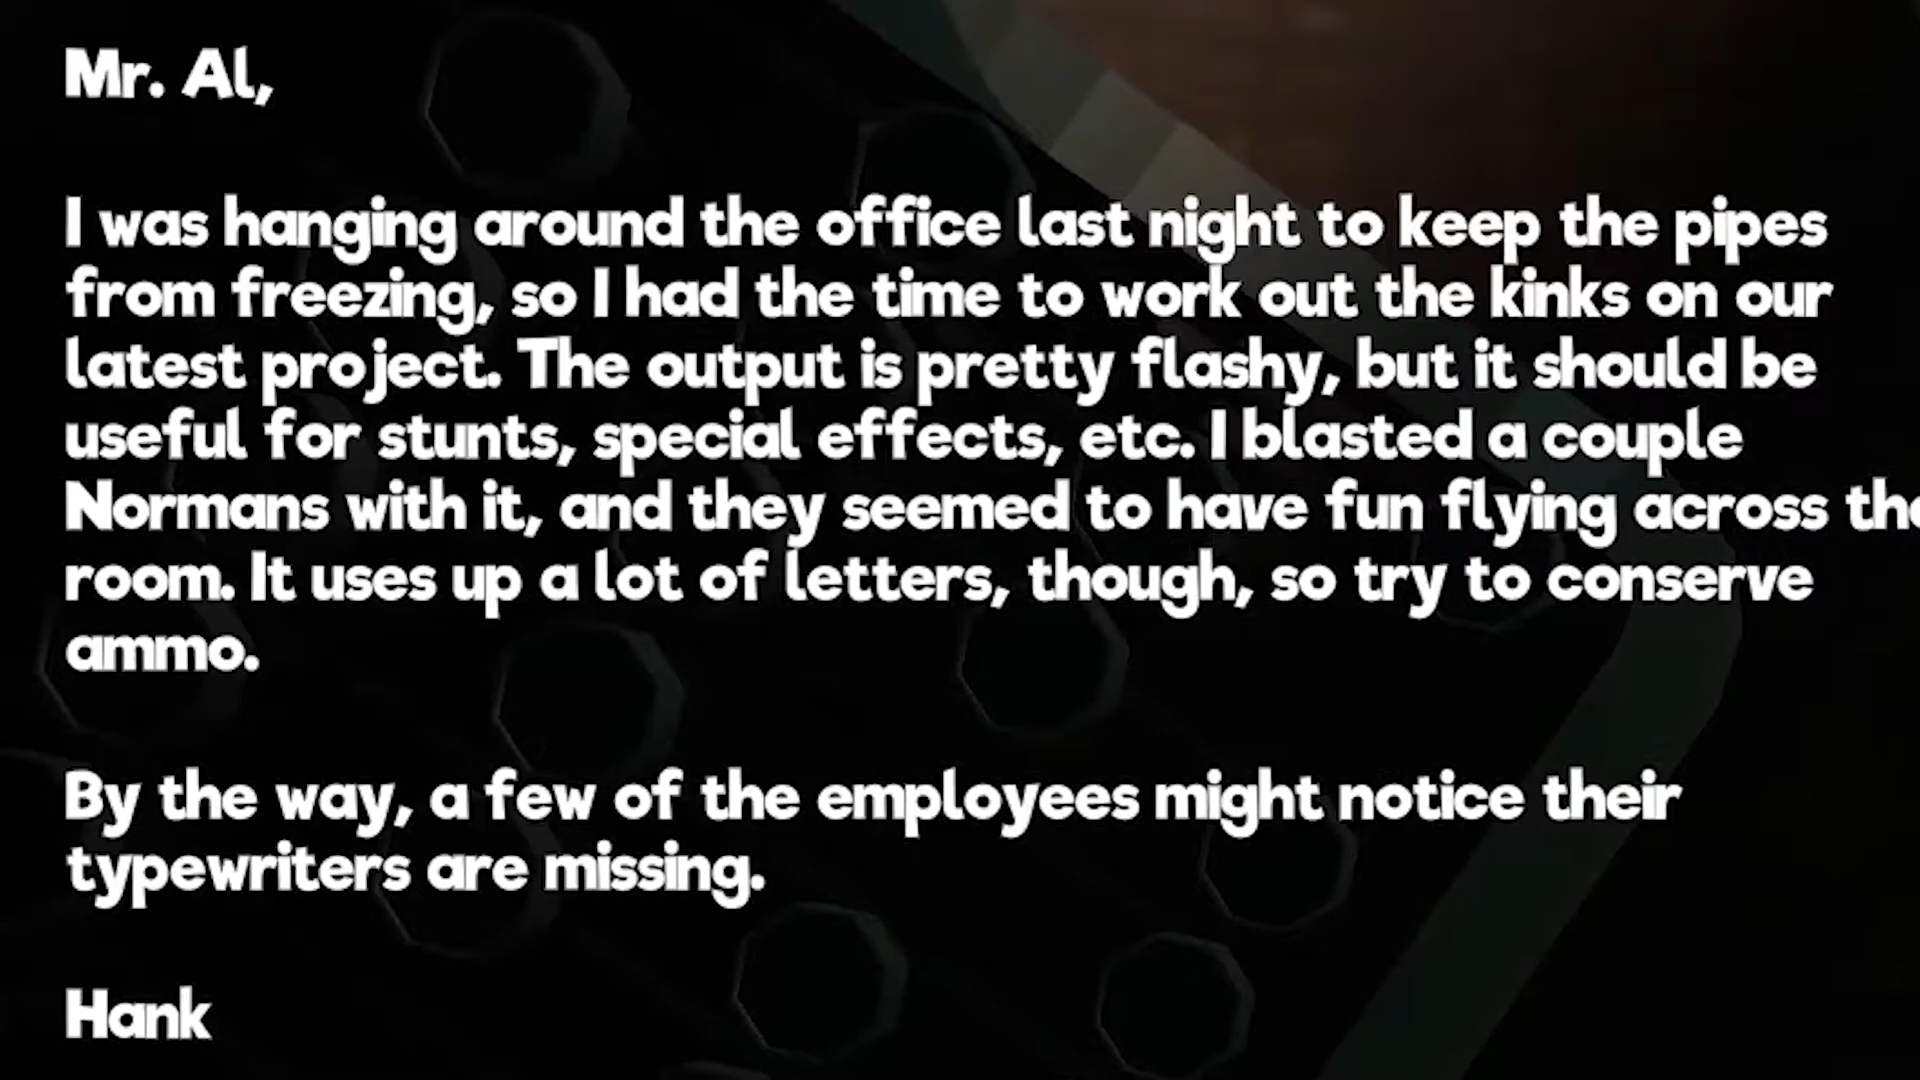 Mr. Al,
I was hanging around the office last night to keep the pipes
from freezing, so I had the time to work out the kinks on our
latest project. The output is pretty flashy, but it should be
useful for stunts, special effects, etc. I blasted a couple
Normans with it, and they seemed to have fun flying across the
room. It uses up a lot of letters, though, so try to conserve
ammo.
By the way, a few of the employees might notice their
typewriters are missing.
Hank